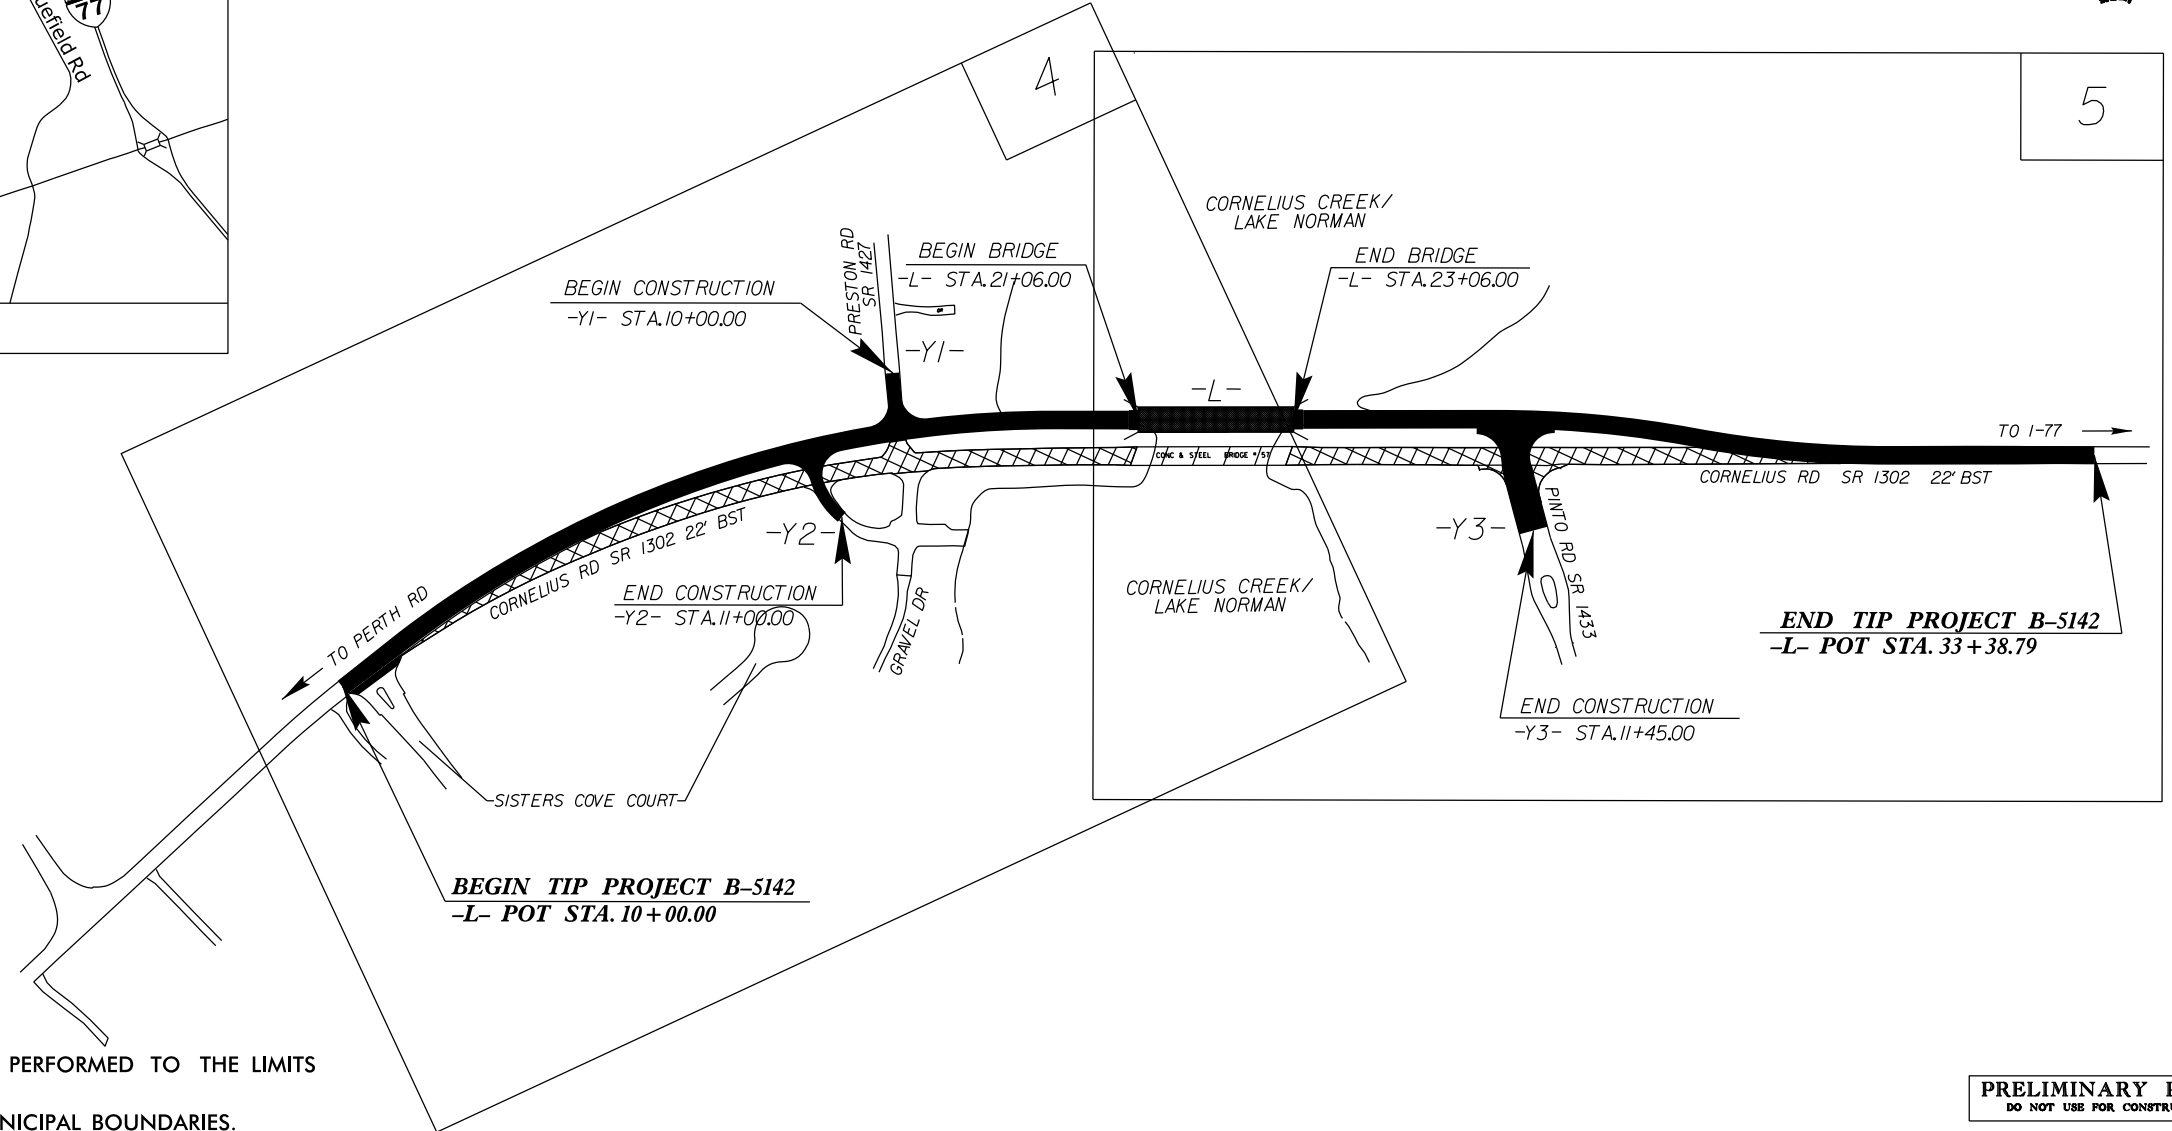 77
uefield Rd
4
5
CORNELIUS CREEK/
LAKE NORMAN
PRESTON RD
SR 1427
BEGIN BRIDGE
-L- STA.21+06.00
END BRIDGE
-L- STA.23+06.00
BEGIN CONSTRUCTION
-Y1- STA.10+00.00
-Y1-
-L-
TO I-77
CONC & STEEL BRIDGE # 57
CORNELIUS RD SR 1302 22' BST
CORNELIUS RD SR 1302 22' BST
-Y2-
-Y3-
PINTO RD SR 1433
END CONSTRUCTION
-Y2- STA.11+00.00
CORNELIUS CREEK/
LAKE NORMAN
TO PERTH RD
GRAVEL DR
END TIP PROJECT B-5142
-L- POT STA. 33+38.79
END CONSTRUCTION
-Y3- STA.11+45.00
SISTERS COVE COURT
BEGIN TIP PROJECT B-5142
-L- POT STA. 10+00.00
PERFORMED TO THE LIMITS
NICIPAL BOUNDARIES.
PRELIMINARY P
DO NOT USE FOR CONSTRU